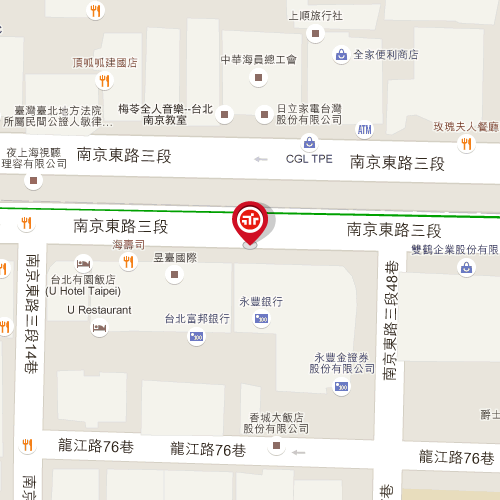 上順旅行社
頂呱呱建國店
中華海員總工會
全家便利商店
臺灣臺北地方法院
所屬民間公證人敏律...
梅苓全人音樂--台北
南京教室
日立家電台灣
股份有限公司
ATM
玫瑰夫人餐廳
夜上海視聽
理容有限公司
南京東路三段
CGL TPE
南京東路三段
南京東路三段
南京東路三段
海壽司
昱臺國際
雙鶴企業股份有限
台北有園飯店
(U Hotel Taipei)
U Restaurant
永豐銀行
台北富邦銀行
南京東路三段14巷
南京東路三段48巷
永豐金證券
股份有限公司
香城大飯店
股份有限公司
爵士
龍江路76巷
龍江路76巷
龍江路76巷
南京
巷